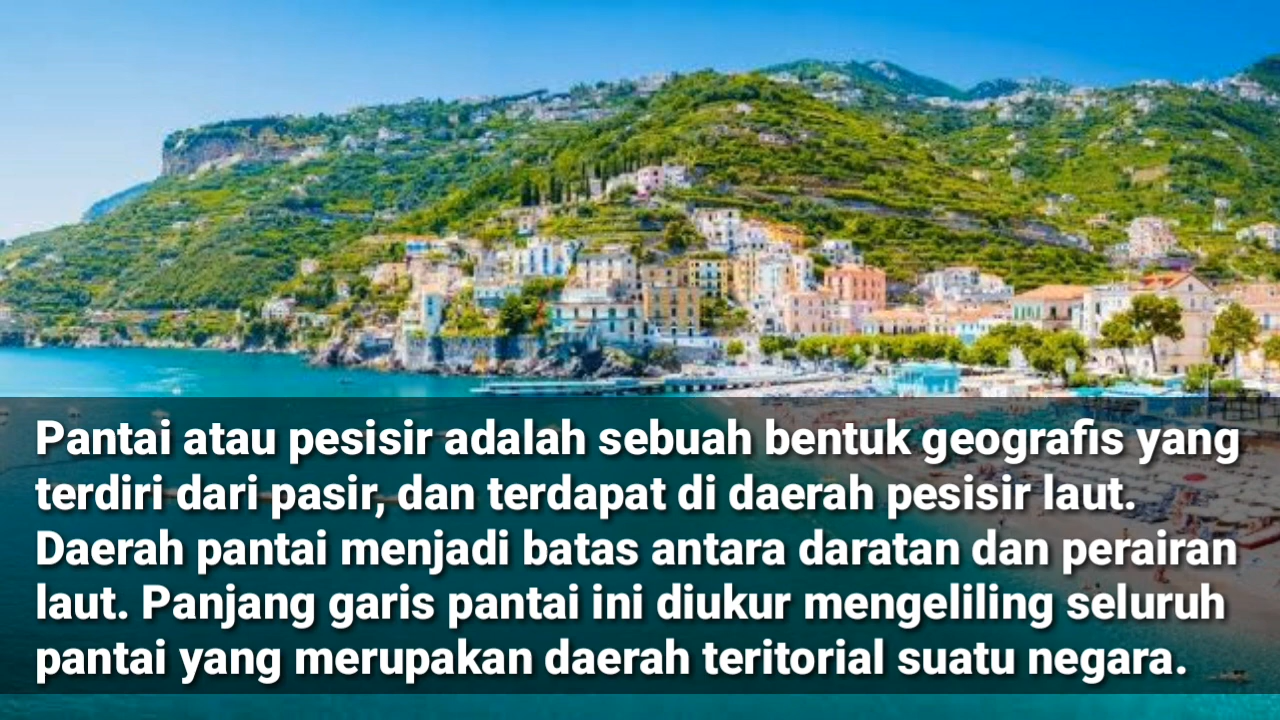 Pantai atau pesisir adalah sebuah bentuk geografis yang
terdiri dari pasir, dan terdapat di daerah pesisir laut.
Daerah pantai menjadi batas antara daratan dan perairan
laut. Panjang garis pantai ini diukur mengeliling seluruh
pantai yang merupakan daerah teritorial suatu negara.